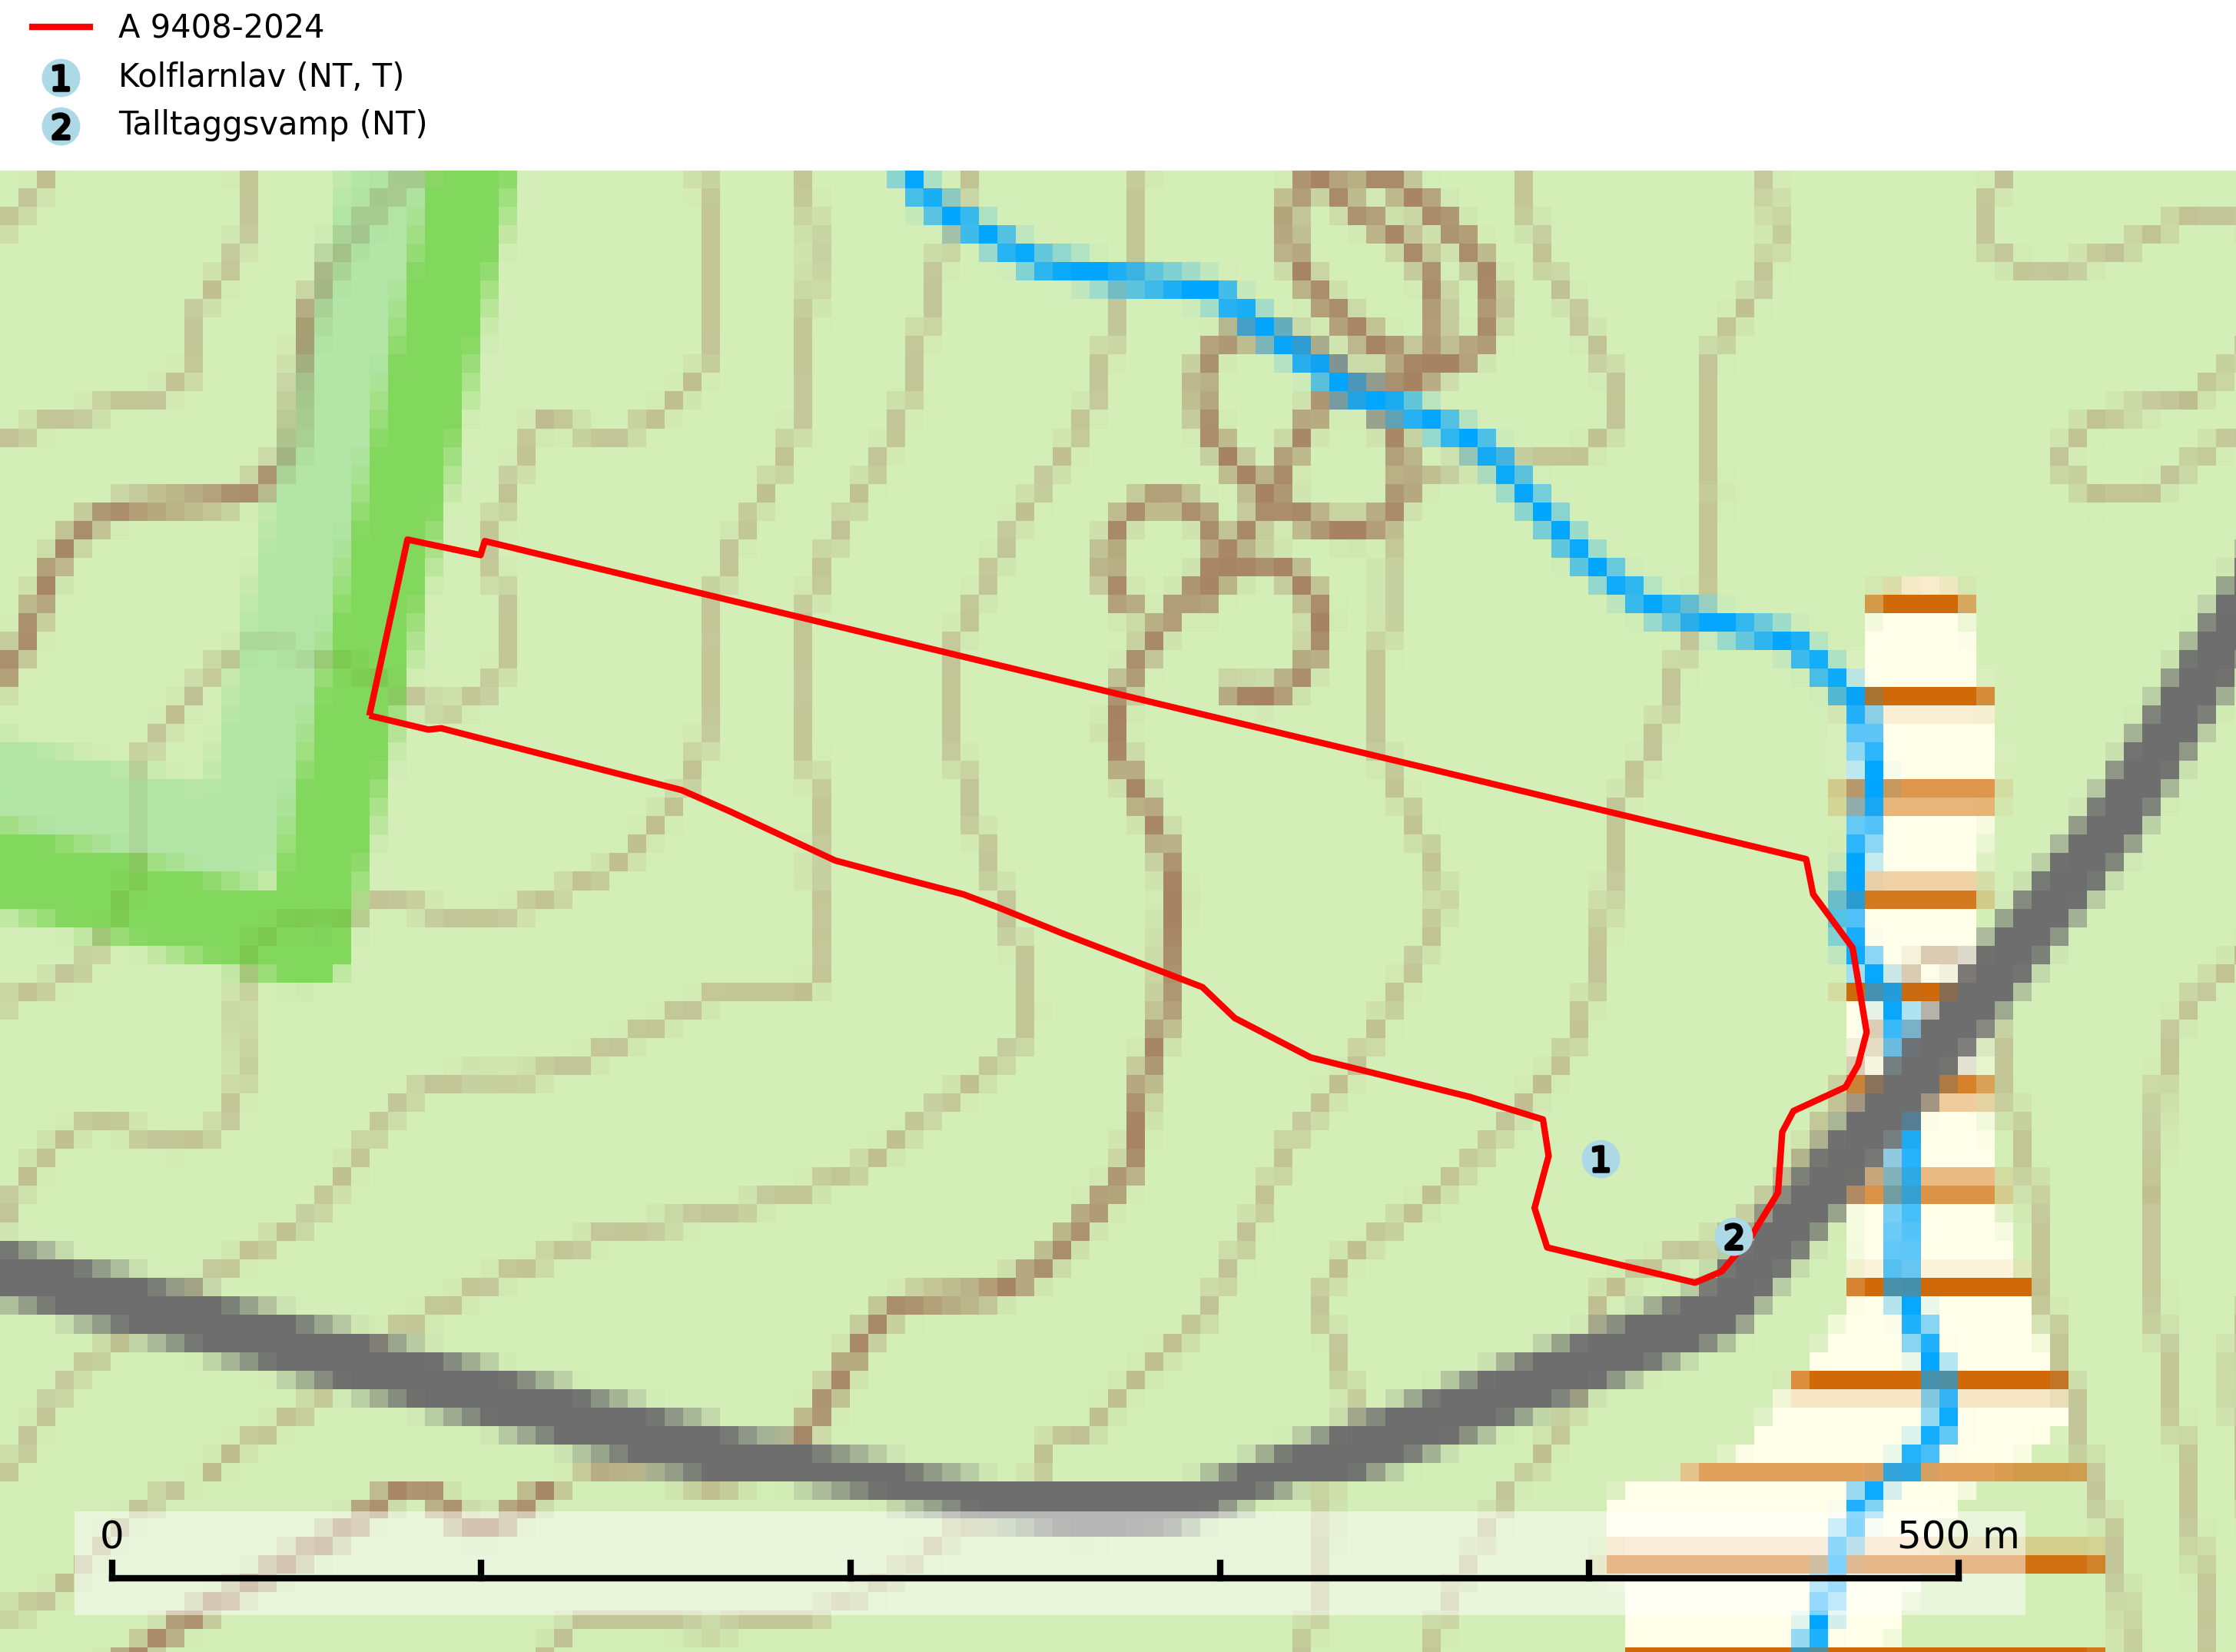 A 9408-2024
1 Kolflarnlav (NT, T)
2 Talltaggsvamp (NT)
1
2
0 500 m